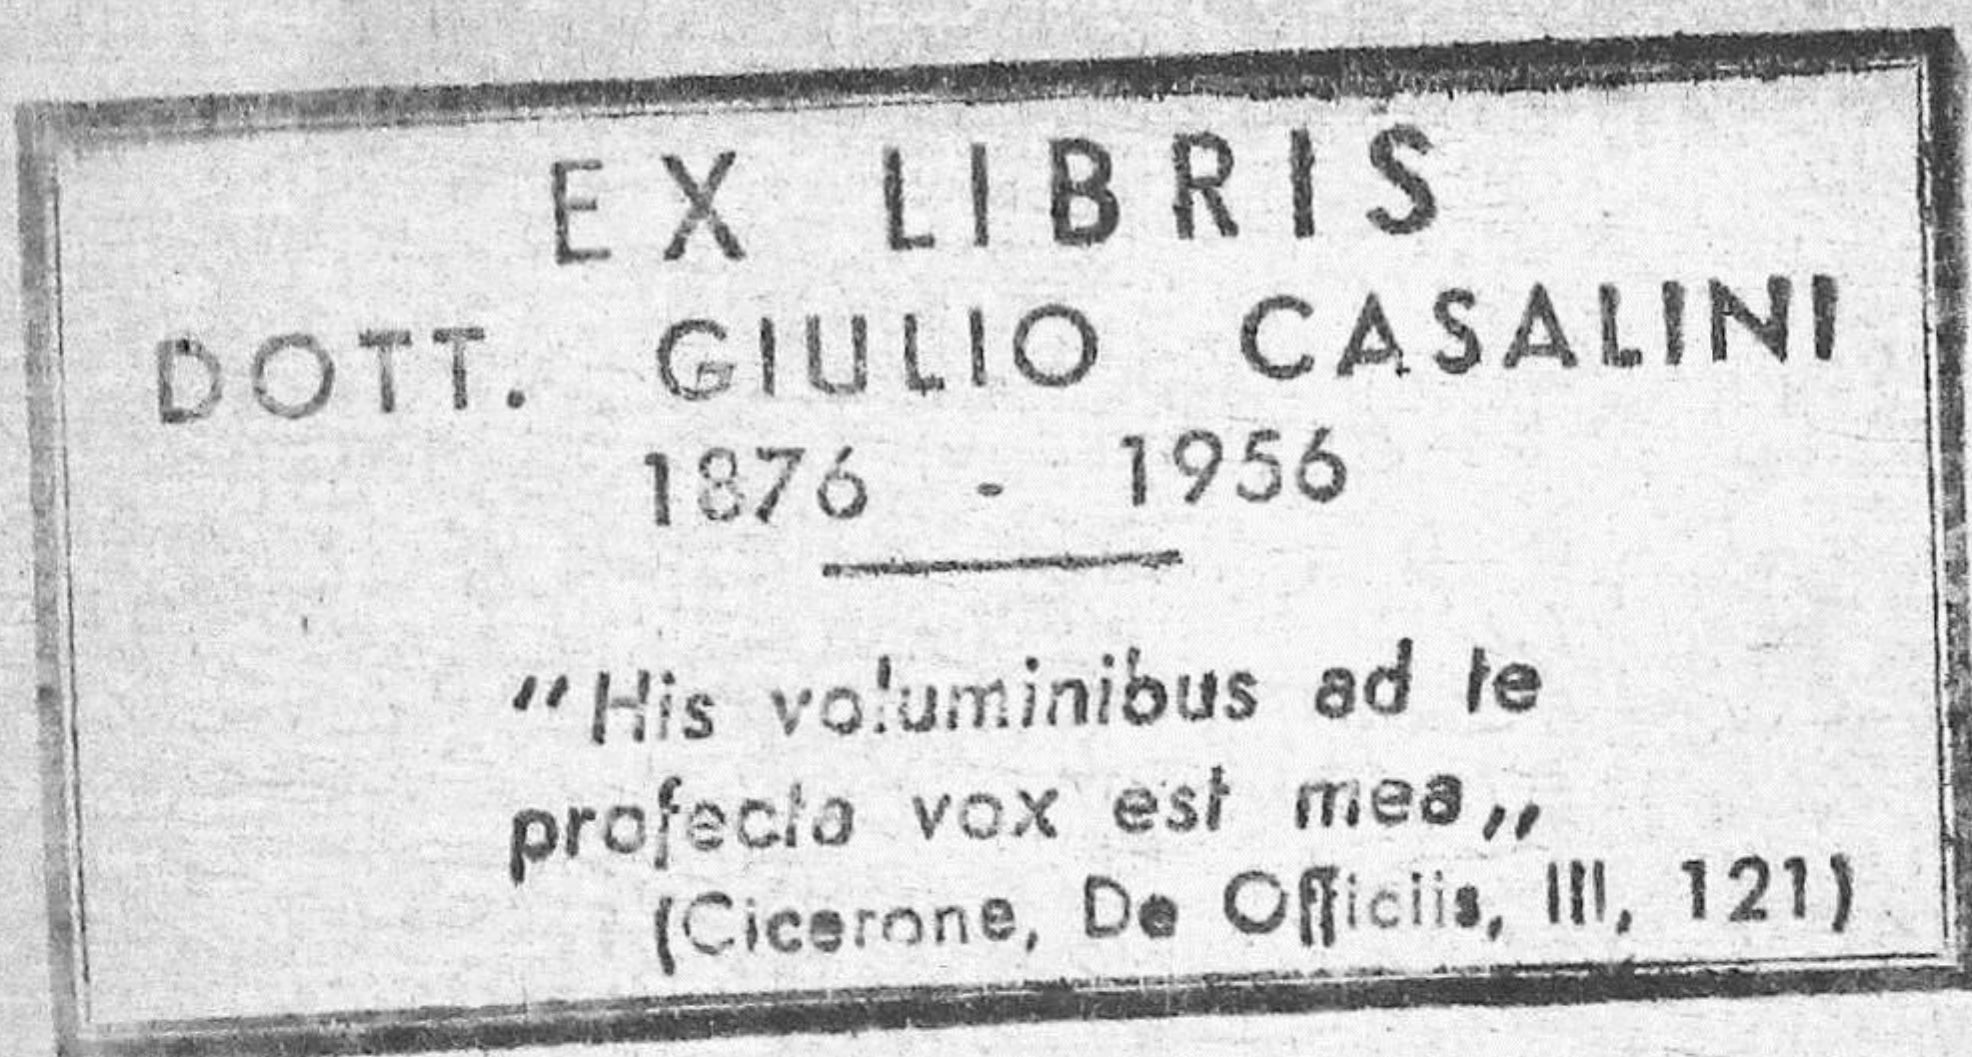 EX LIBRIS
DOTT. GIULIO CASALINI
1876 - 1956
“His voluminibus ad te
profecta vox est mea„
(Cicerone, De Officiis, III, 121)